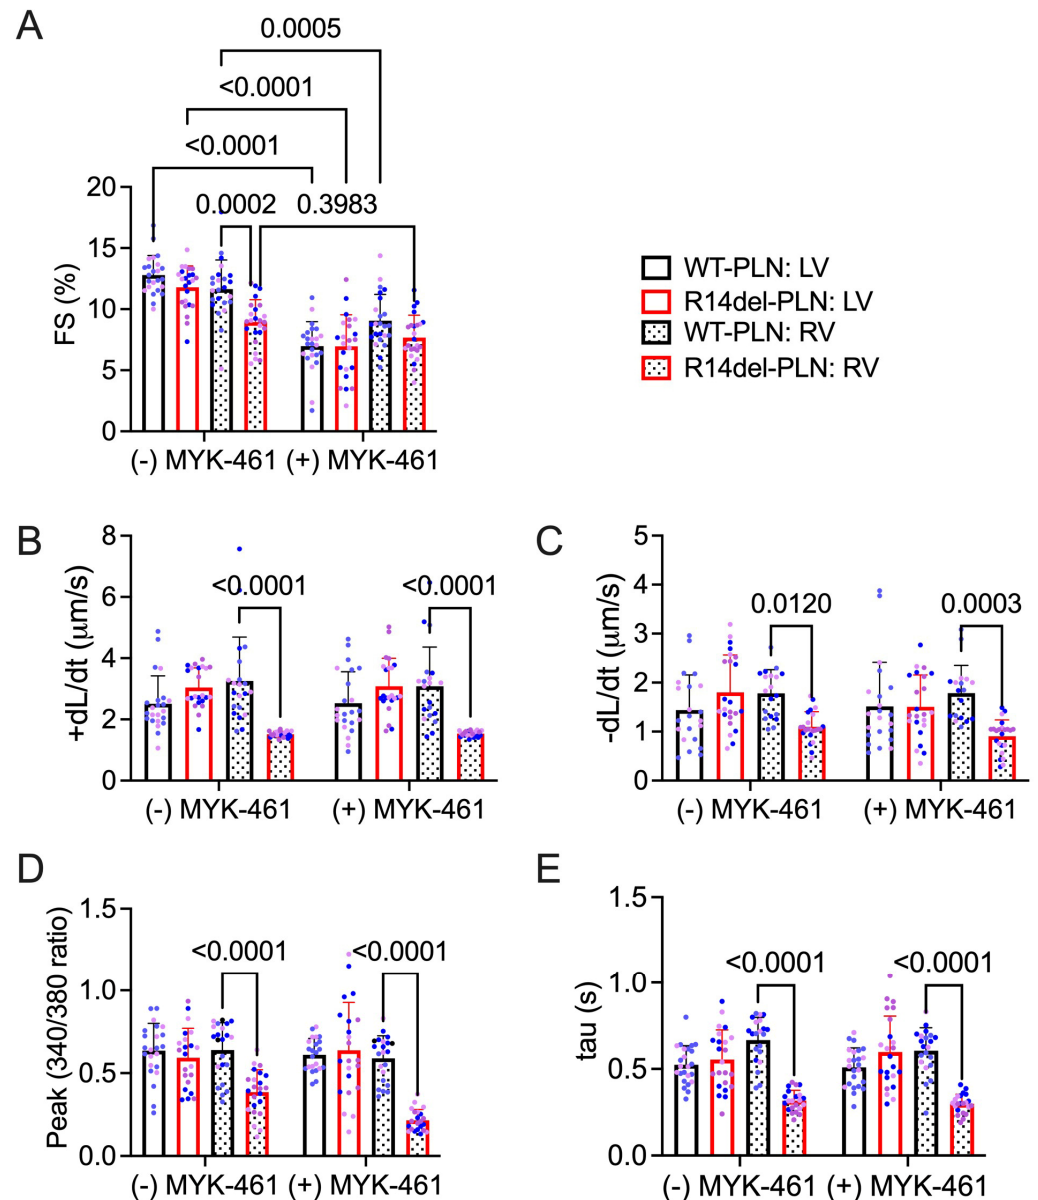 A
0.0005
<0.0001
<0.0001
0.0002 0.3983
20
15
10
5
0
FS (%)
(-) MYK-461 (+) MYK-461
WT-PLN: LV
R14del-PLN: LV
WT-PLN: RV
R14del-PLN: RV
B
8
6
4
2
0
+dL/dt (μm/s)
<0.0001 <0.0001
(-) MYK-461 (+) MYK-461
C
5
4
3
2
1
0
-dL/dt (μm/s)
0.0120 0.0003
(-) MYK-461 (+) MYK-461
D
1.5
1.0
0.5
0.0
Peak (340/380 ratio)
<0.0001 <0.0001
(-) MYK-461 (+) MYK-461
E
1.5
1.0
0.5
0.0
tau (s)
<0.0001 <0.0001
(-) MYK-461 (+) MYK-461